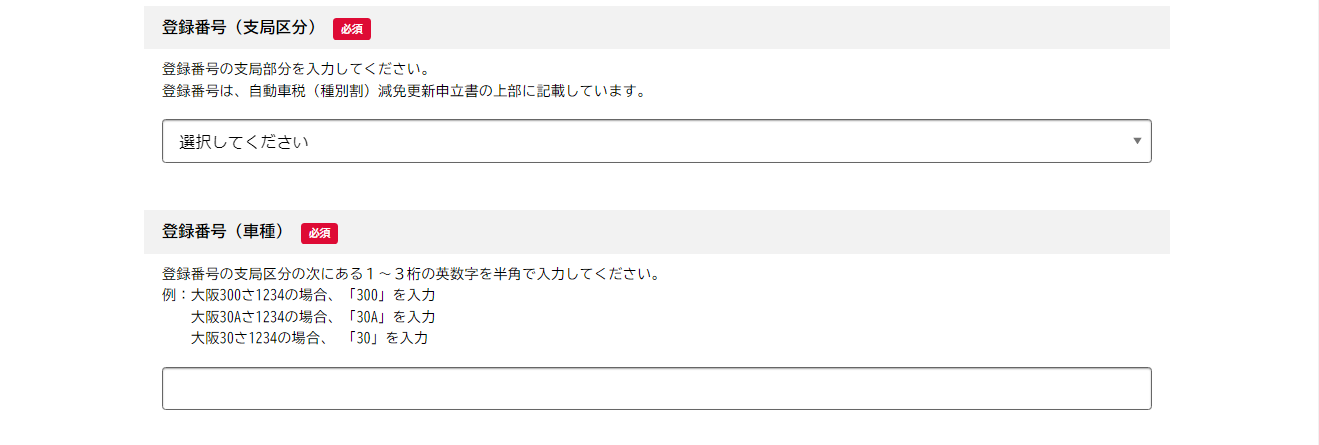 登録番号（支局区分） 必須
登録番号の支局部分を入力してください。
登録番号は、自動車税（種別割）減免更新申立書の上部に記載しています。
選択してください
登録番号（車種） 必須
登録番号の支局区分の次にある１～３桁の英数字を半角で入力してください。
例：大阪300さ1234の場合、「300」を入力
大阪30Aさ1234の場合、「30A」を入力
大阪30さ1234の場合、 「30」を入力